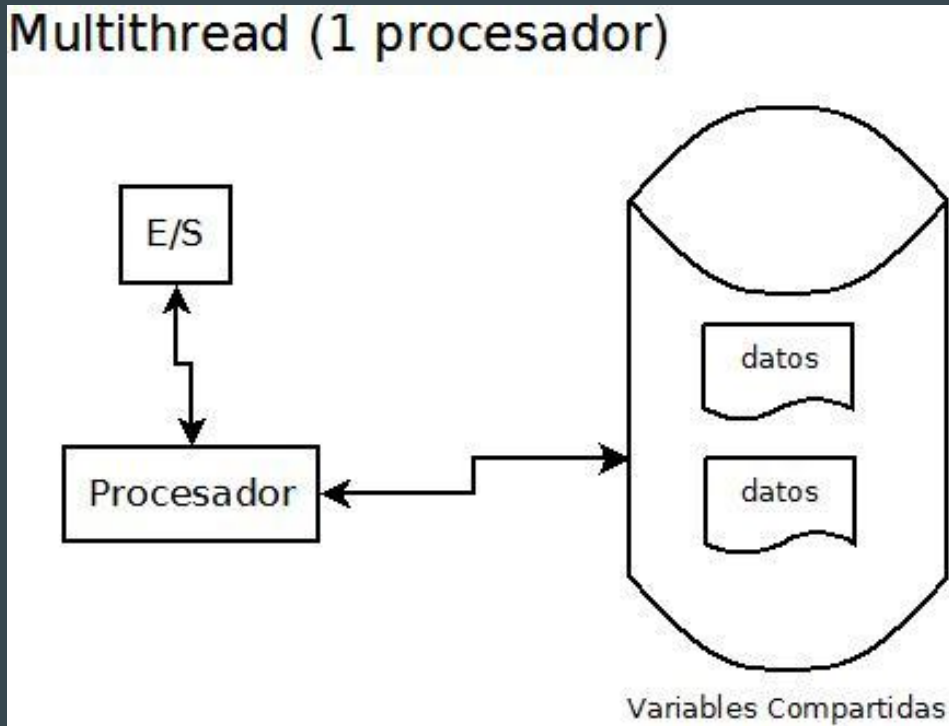 Multithread (1 procesador)
E/S
datos
Procesador
datos
Variables Compartidas